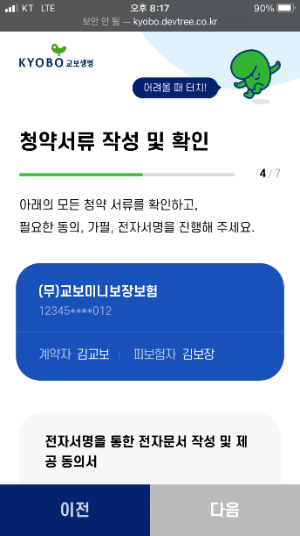 KT LTE 오후 8:17 90%
보안 안 됨 — kyobo.devtree.co.kr
KYOBO 교보생명
어려울 때 터치!
청약서류 작성 및 확인
4 / 7
아래의 모든 청약 서류를 확인하고,
필요한 동의, 가필, 전자서명을 진행해 주세요.
(무)교보미니보장보험
12345****012
계약자 김교보 | 피보험자 김보장
전자서명을 통한 전자문서 작성 및 제
공 동의서
이전 다음